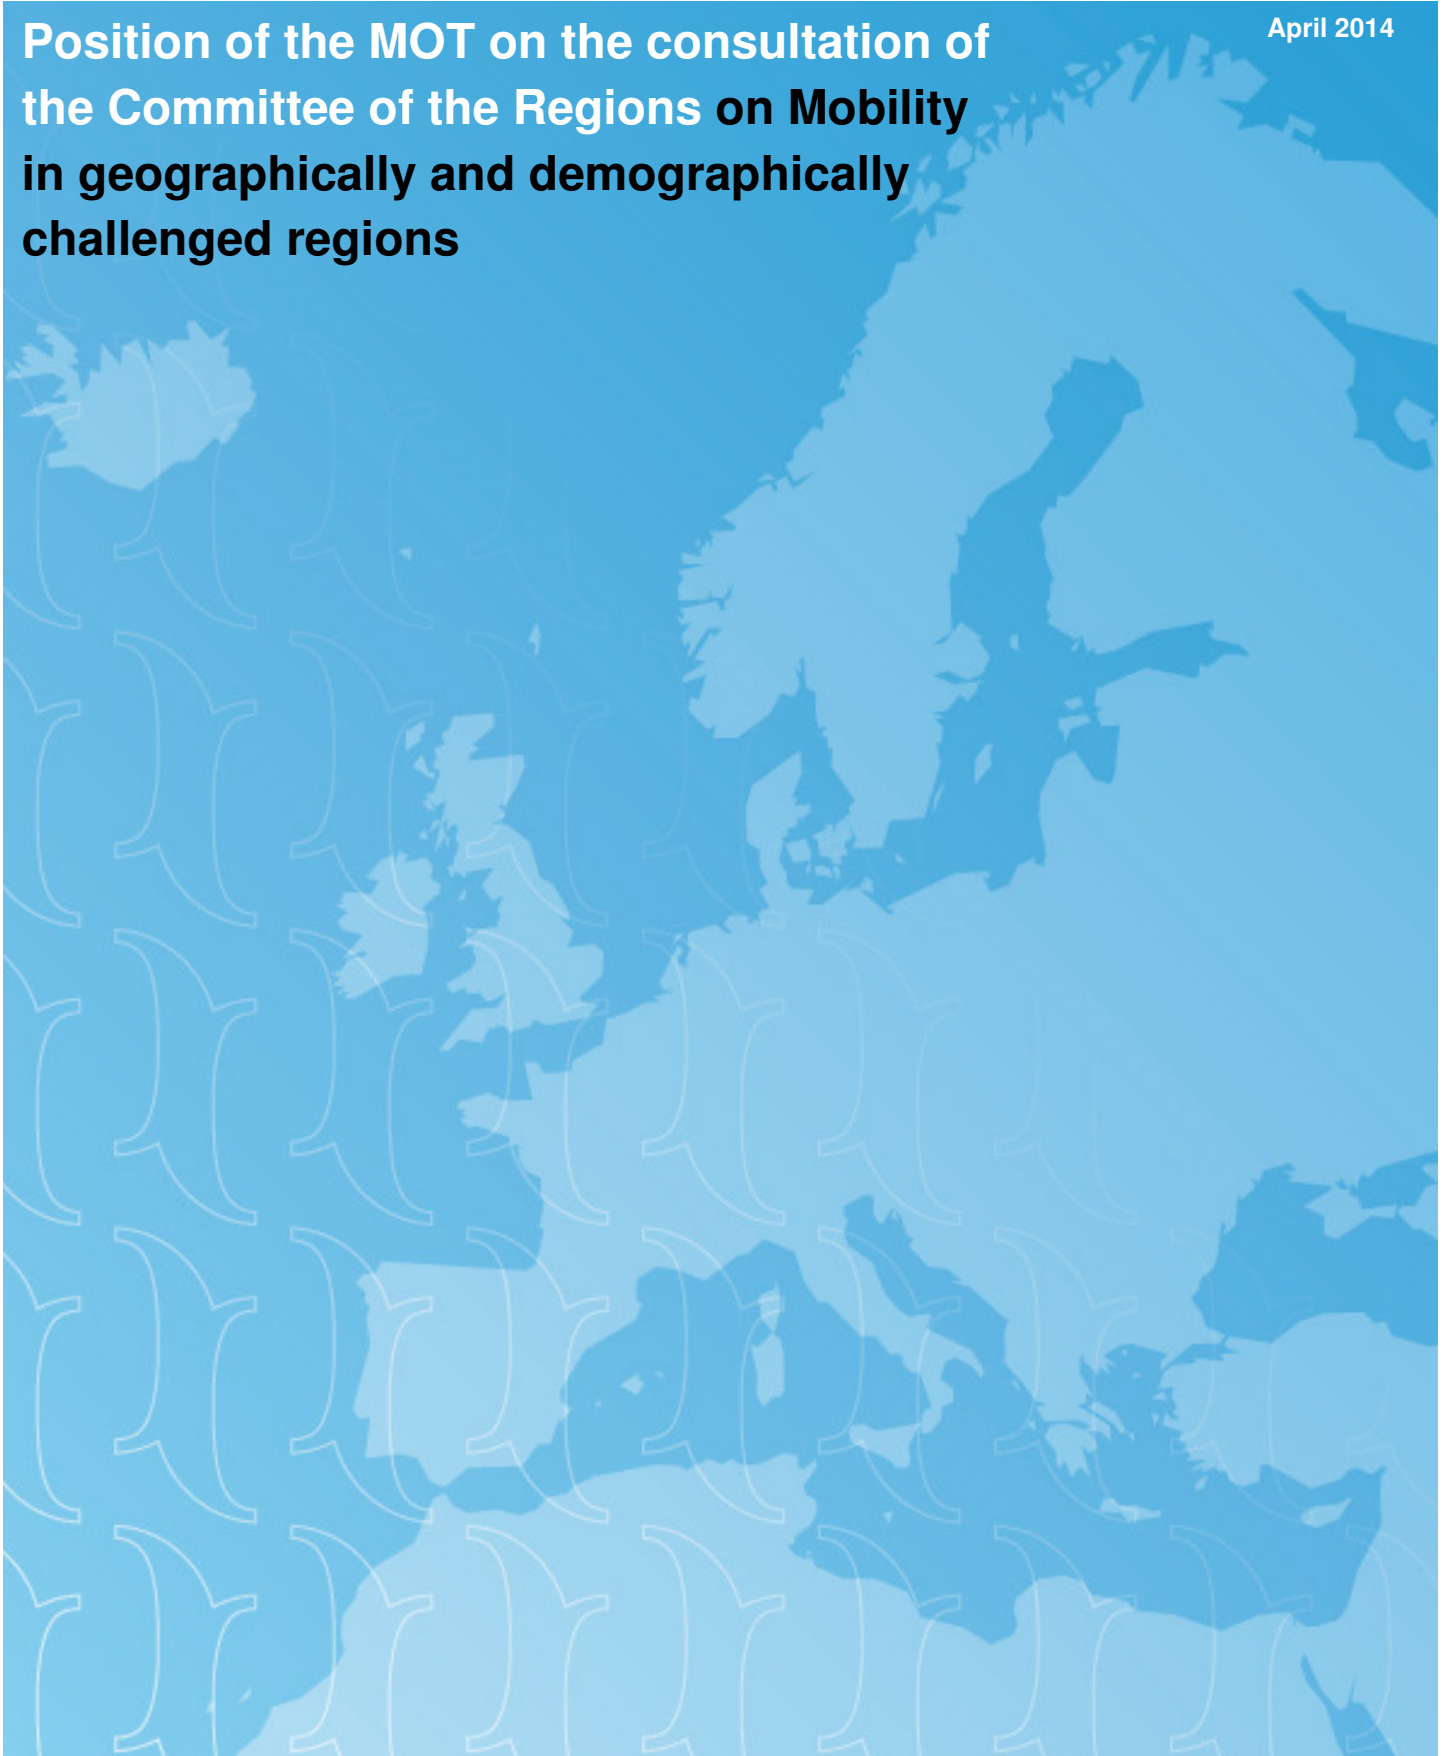 Position of the MOT on the consultation of
the Committee of the Regions on Mobility
in geographically and demographically
challenged regions
April 2014